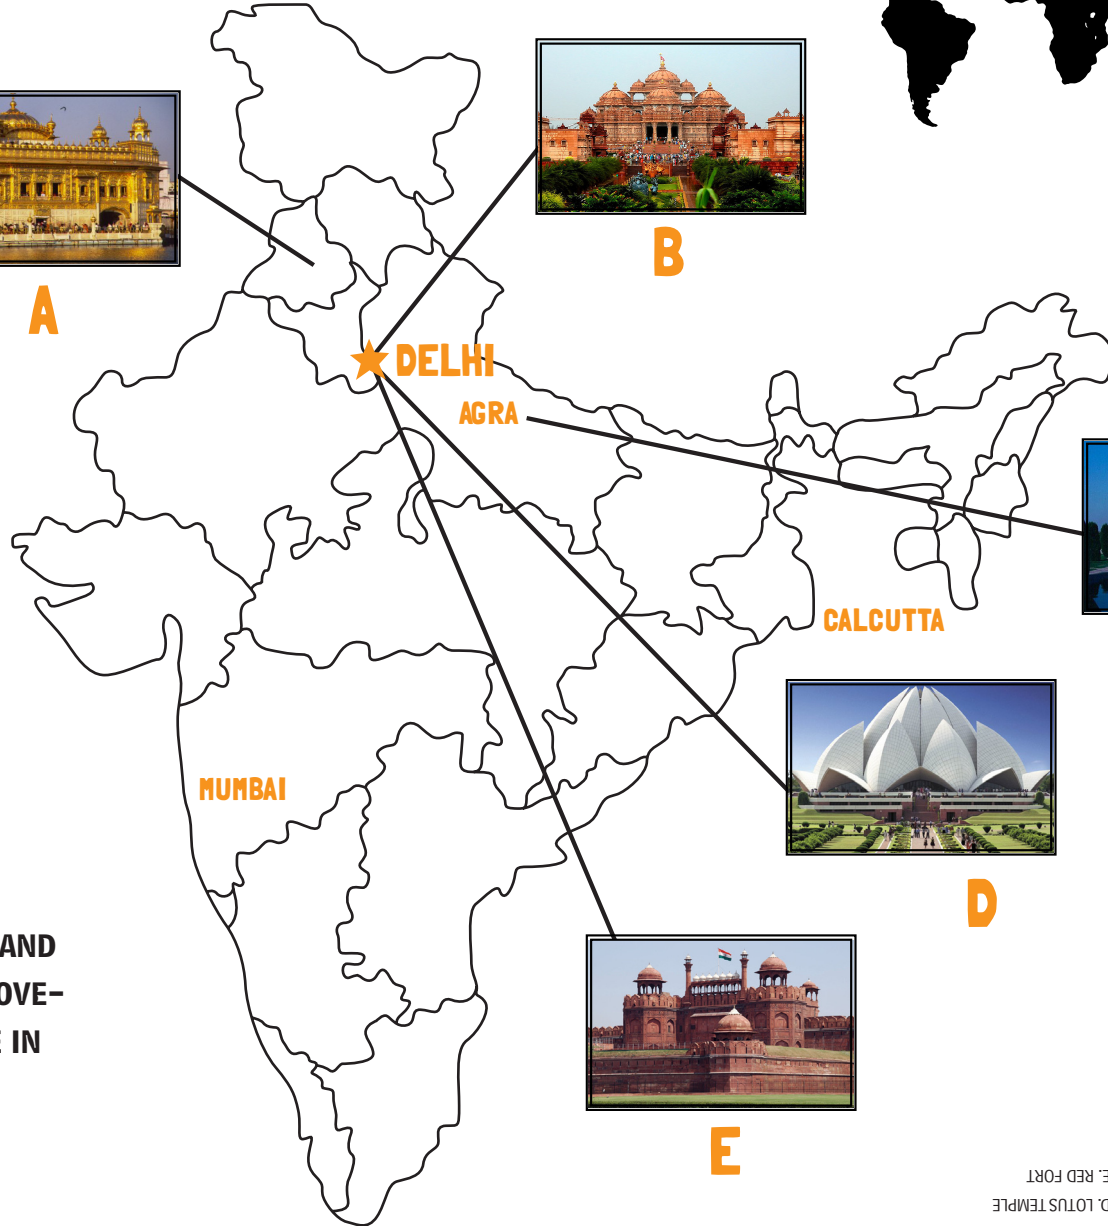 B
A
DELHI
AGRA
CALCUTTA
MUMBAI
D
AND
OVE-
E IN
E
E. RED FORT
D. LOTUS TEMPLE